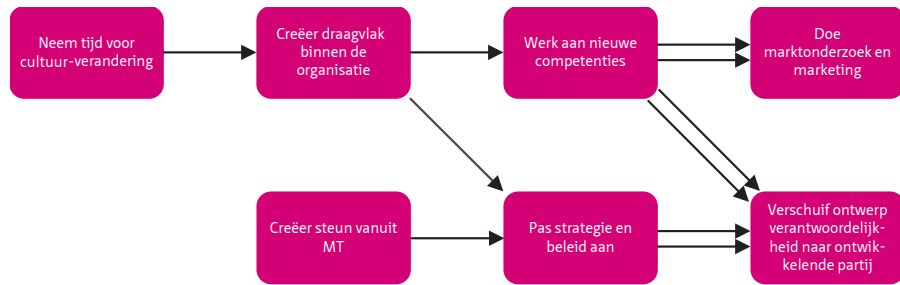 Neem tijd voor
cultuur-verandering
Creëer draagvlak
binnen de
organisatie
Werk aan nieuwe
competenties
Doe
marktonderzoek en
marketing
Creëer steun vanuit
MT
Pas strategie en
beleid aan
Verschuif ontwerp
verantwoordelijk-
heid naar ontwik-
kelende partij